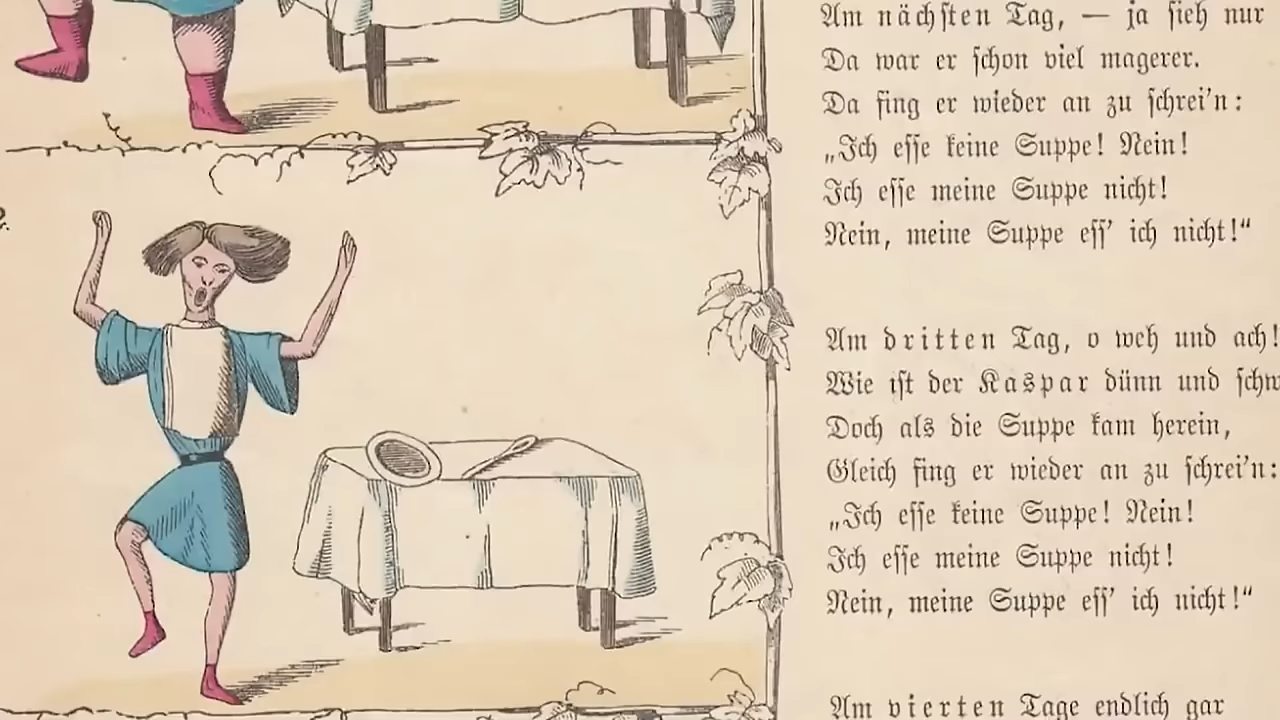 Am nächsten Tag, — ja sieh nur
Da war er schon viel magerer.
Da fing er wieder an zu schrei'n:
„Ich esse keine Suppe! Nein!
Ich esse meine Suppe nicht!
Nein, meine Suppe ess' ich nicht!“
Am dritten Tag, o weh und ach!
Wie ist der Kaspar dünn und
Doch als die Suppe kam herein,
Gleich fing er wieder an zu schrei'n:
„Ich esse keine Suppe! Nein!
Ich esse meine Suppe nicht!
Nein, meine Suppe ess' ich nicht!“
Am vierten Tage endlich gar